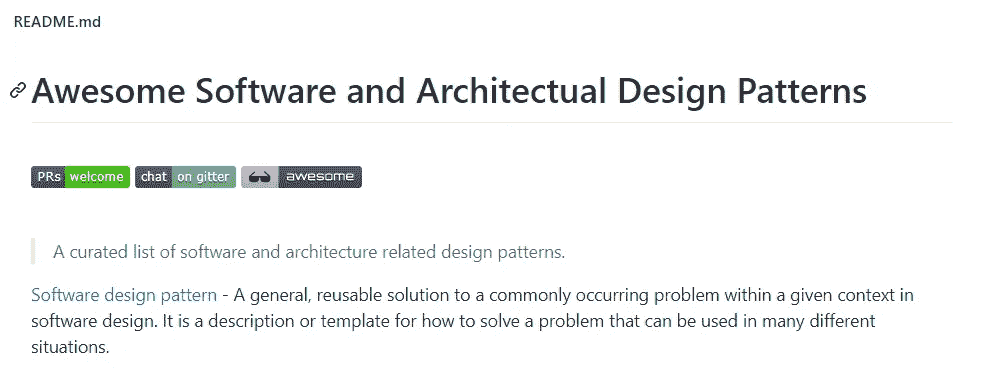 README.md
Awesome Software and Architectual Design Patterns
PRs welcome chat on gitter awesome
A curated list of software and architecture related design patterns.
Software design pattern - A general, reusable solution to a commonly occurring problem within a given context in
software design. It is a description or template for how to solve a problem that can be used in many different
situations.